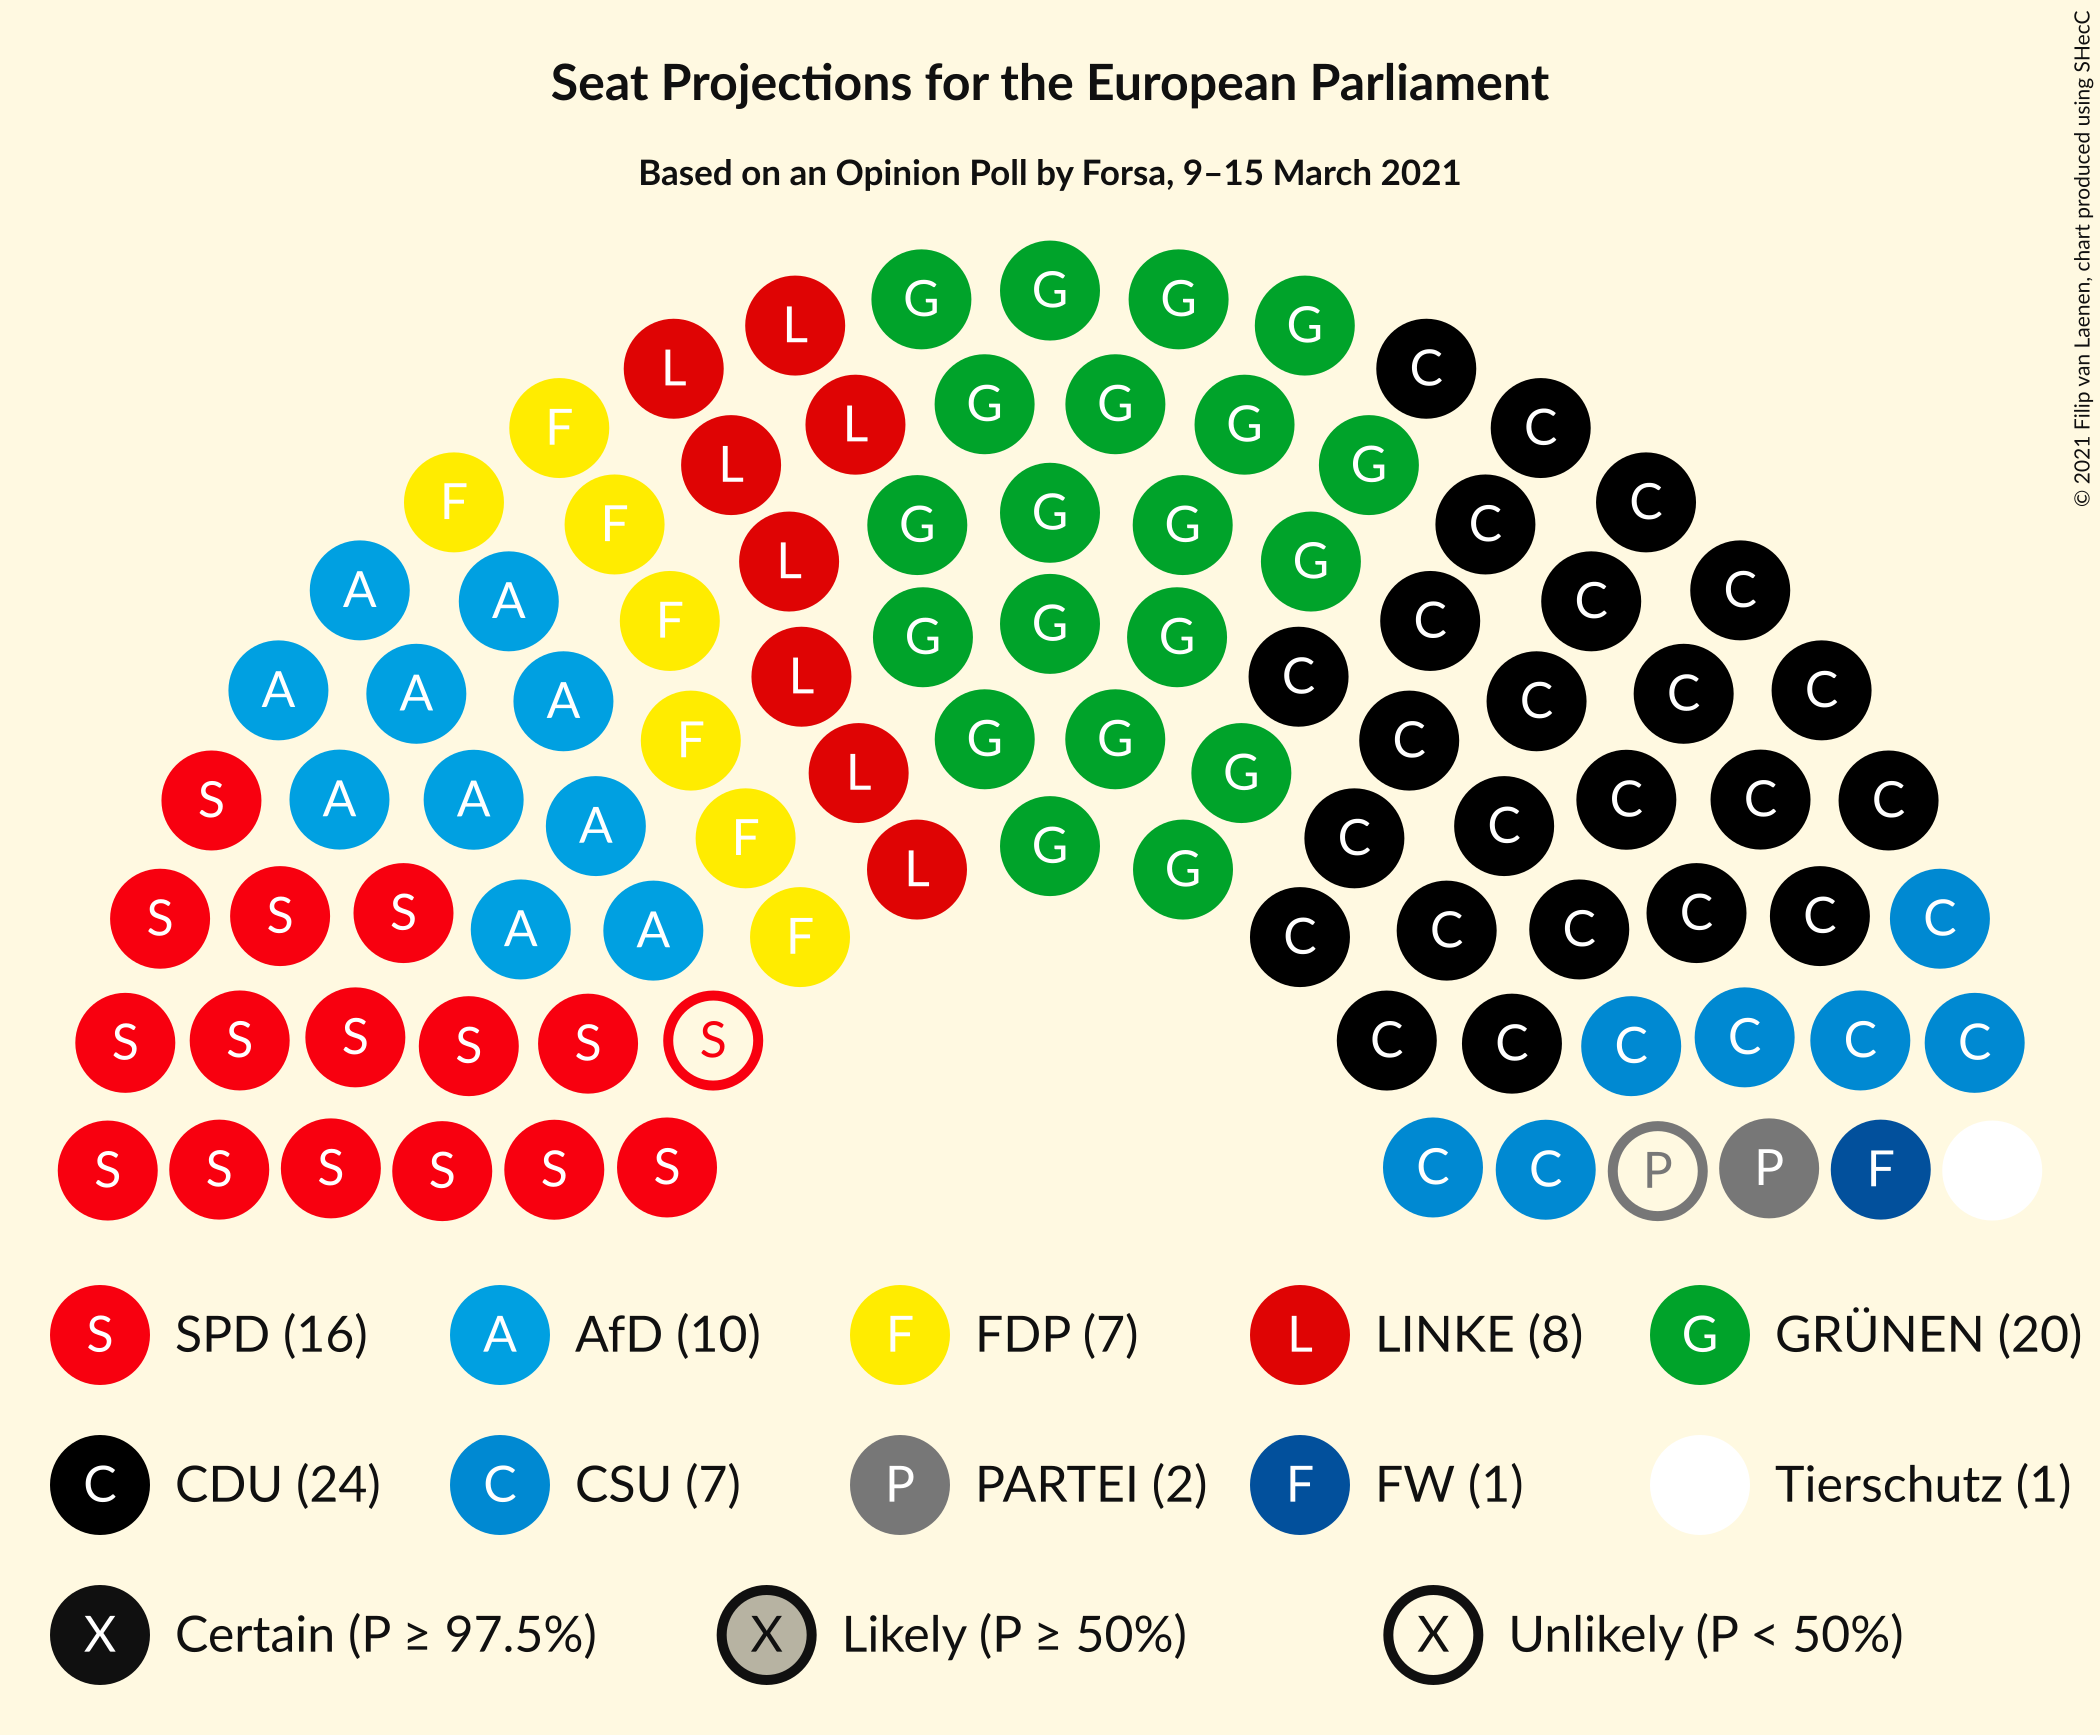 Seat Projections for the European Parliament
Based on an Opinion Poll by Forsa, 9–15 March 2021
© 2021 Filip van Laenen, chart produced using SHecC
G G G G
L L C
F G G G G C
L L G C
F F L G G G G C C
A A F L G G G C C C
A A A F L G G G C C C C C
S A A A F L G G G C C C C C
S S S A A F L G G C C C C C C
S S S S S S C C C C C C
S S S S S S C C P P F
S SPD (16) A AfD (10) F FDP (7) L LINKE (8) G GRÜNEN (20)
C CDU (24) C CSU (7) P PARTEI (2) F FW (1) Tierschutz (1)
X Certain (P ≥ 97.5%) X Likely (P ≥ 50%) X Unlikely (P < 50%)